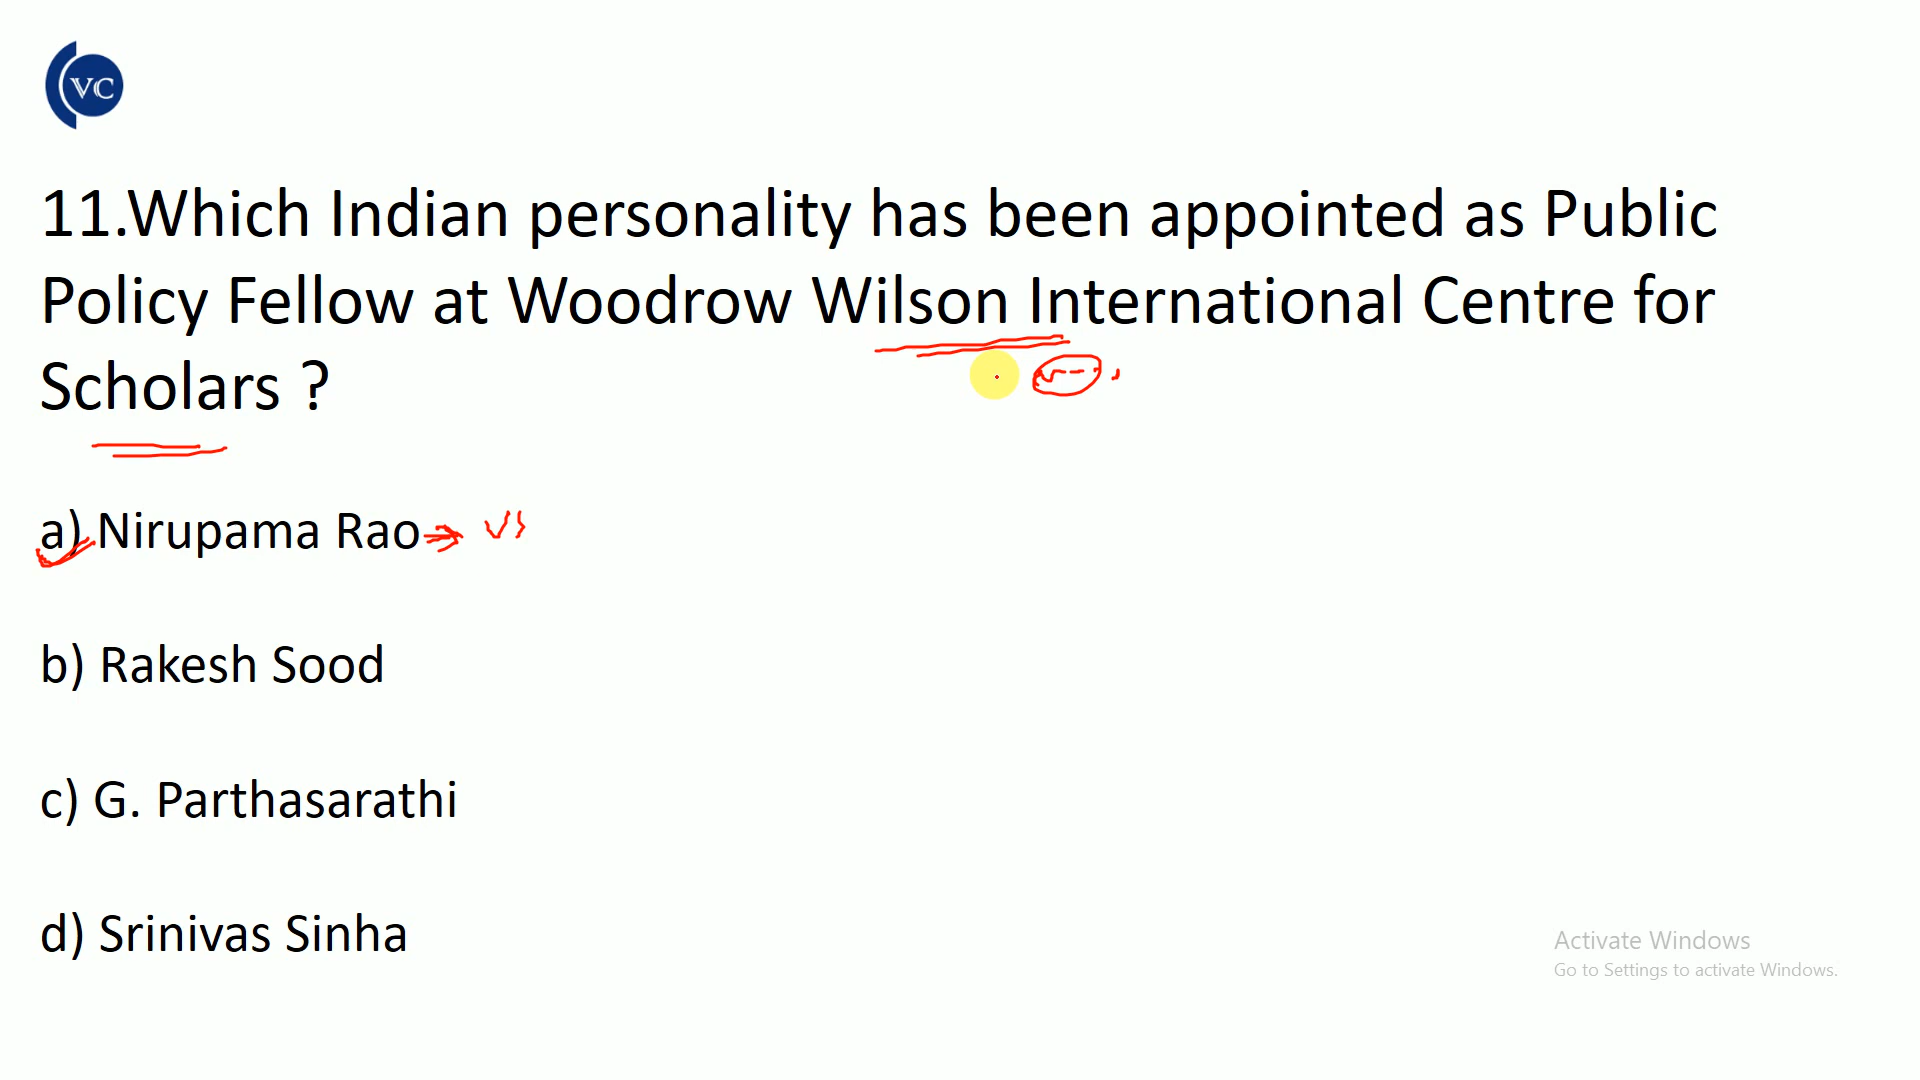 VC
11.Which Indian personality has been appointed as Public
Policy Fellow at Woodrow Wilson International Centre for
Scholars ?
a) Nirupama Rao
b) Rakesh Sood
c) G. Parthasarathi
d) Srinivas Sinha
Activate Windows
Go to Settings to activate Windows.